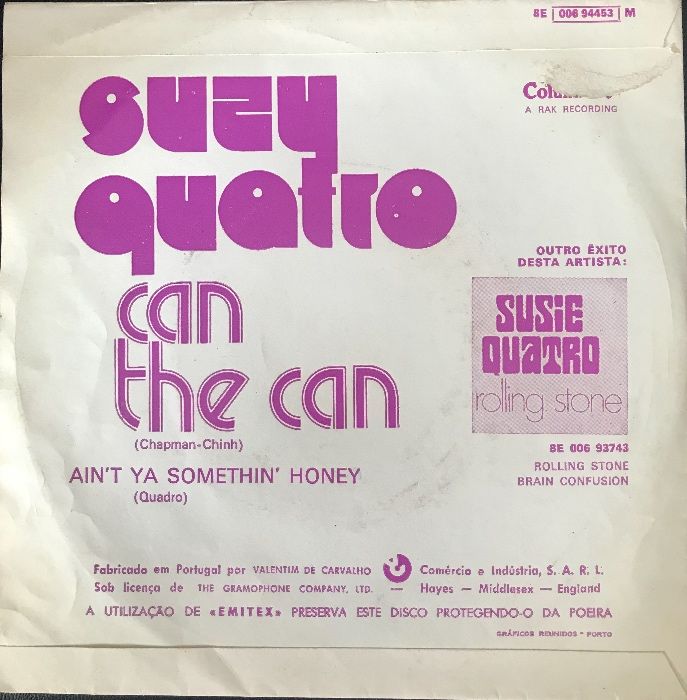 8E 006 94453 M
suzy
quatro
A RAK RECORDING
can
the can
(Chapman-Chinh)
AIN'T YA SOMETHIN' HONEY
(Quadro)
OUTRO ÊXITO
DESTA ARTISTA:
SUSIE
QUATRO
rolling stone
8E 006 93743
ROLLING STONE
BRAIN CONFUSION
Fabricado em Portugal por VALENTIM DE CARVALHO Comércio e Indústria, S. A. R. L.
Sob licença de THE GRAMOPHONE COMPANY, LTD. — Hayes — Middlesex — England
A UTILIZAÇÃO DE «EMITEX» PRESERVA ESTE DISCO PROTEGENDO-O DA POEIRA
GRÁFICOS REUNIDOS - PORTO